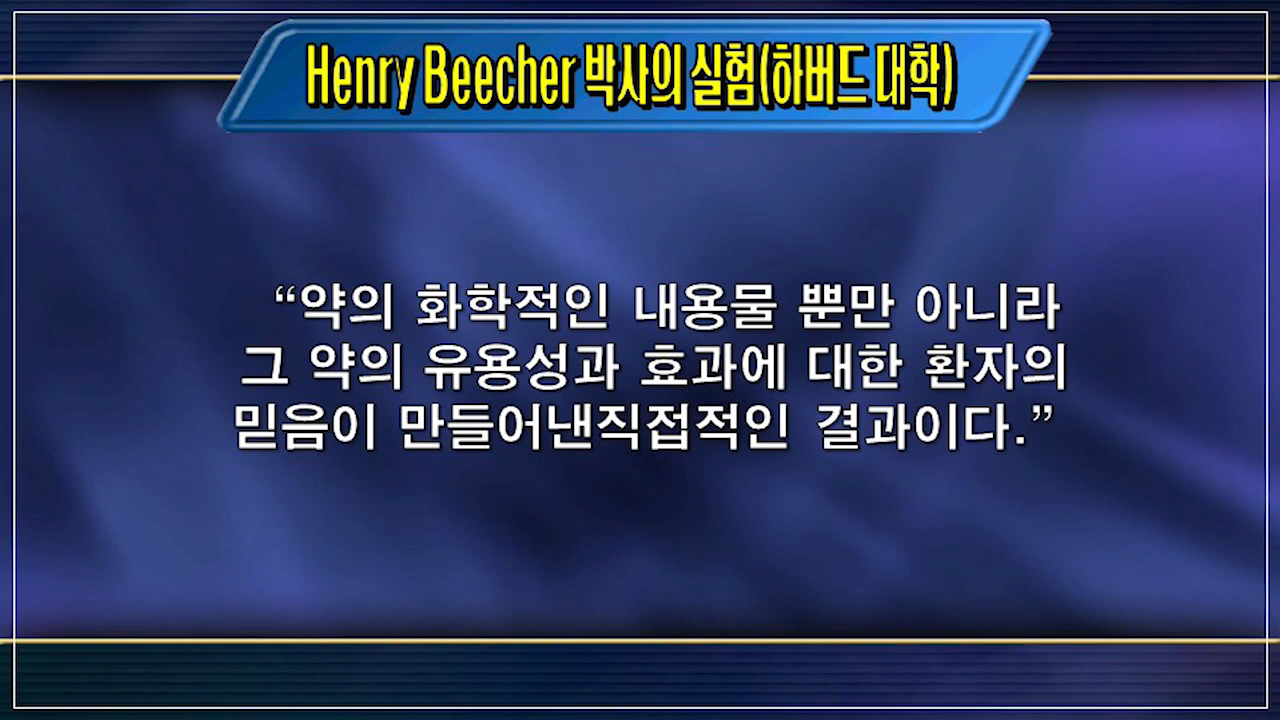 Henry Beecher 박사의 실험(하버드 대학)
“약의 화학적인 내용물 뿐만 아니라
그 약의 유용성과 효과에 대한 환자의
믿음이 만들어낸직접적인 결과이다.”